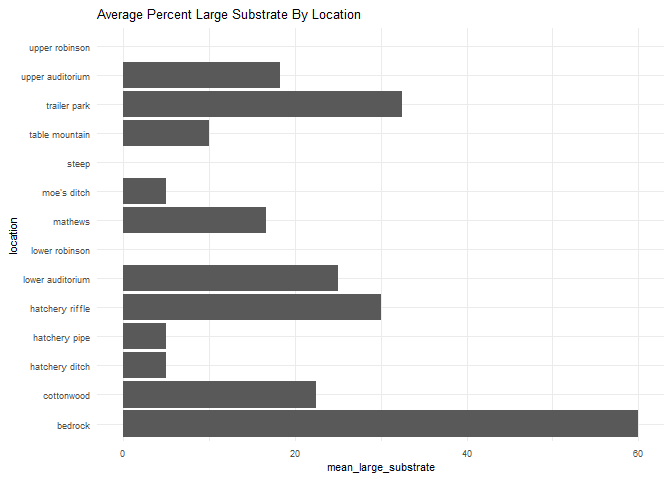 Average Percent Large Substrate By Location
upper robinson
upper auditorium
trailer park
table mountain
steep
moe's ditch
mathews
lower robinson
lower auditorium
hatchery riffle
hatchery pipe
hatchery ditch
cottonwood
bedrock
location
0 20 40 60
mean_large_substrate